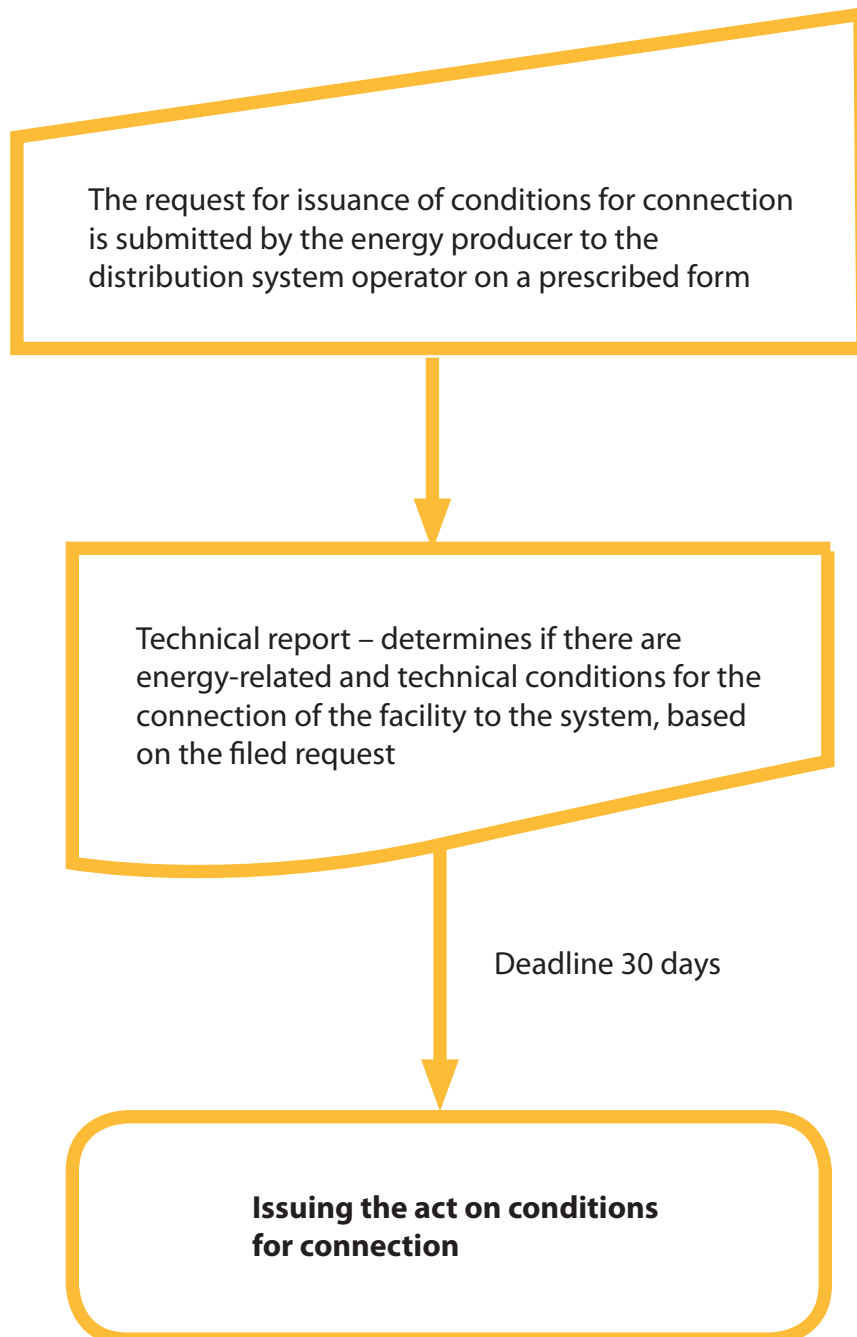 The request for issuance of conditions for connection
is submitted by the energy producer to the
distribution system operator on a prescribed form
Technical report – determines if there are
energy-related and technical conditions for the
connection of the facility to the system, based
on the filed request
Deadline 30 days
Issuing the act on conditions
for connection